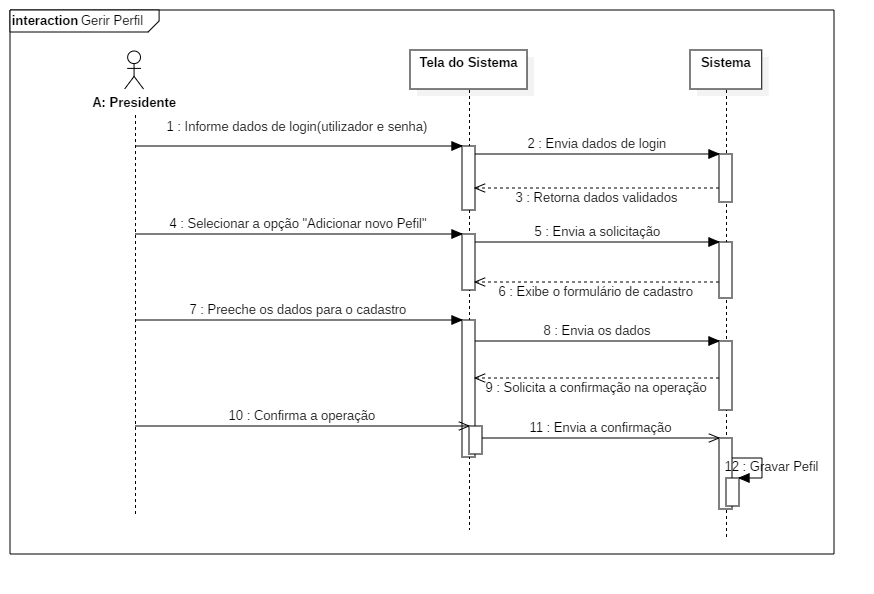 interaction Gerir Perfil
Tela do Sistema
Sistema
A: Presidente
1 : Informe dados de login(utilizador e senha)
2 : Envia dados de login
3 : Retorna dados validados
4 : Selecionar a opção "Adicionar novo Pefil"
5 : Envia a solicitação
6 : Exibe o formulário de cadastro
7 : Preeche os dados para o cadastro
8 : Envia os dados
9 : Solicita a confirmação na operação
10 : Confirma a operação
11 : Envia a confirmação
12 : Gravar Pefil